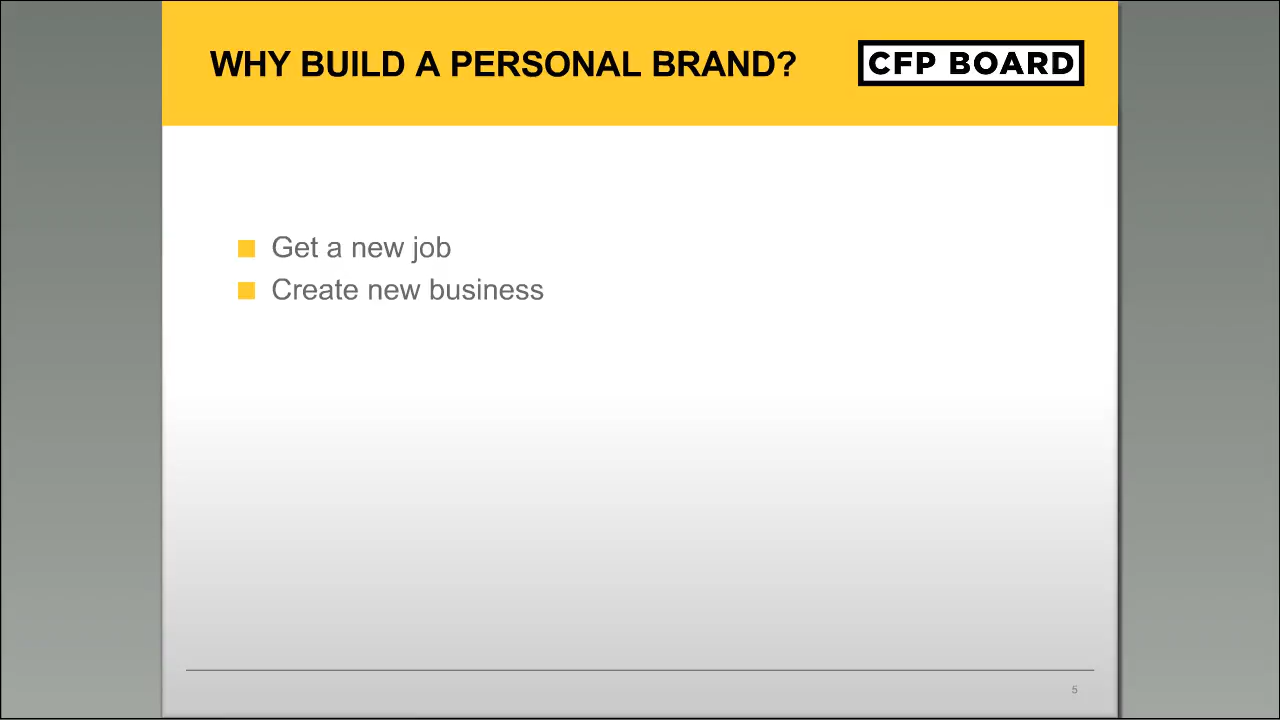 WHY BUILD A PERSONAL BRAND?
CFP BOARD
Get a new job
Create new business
5